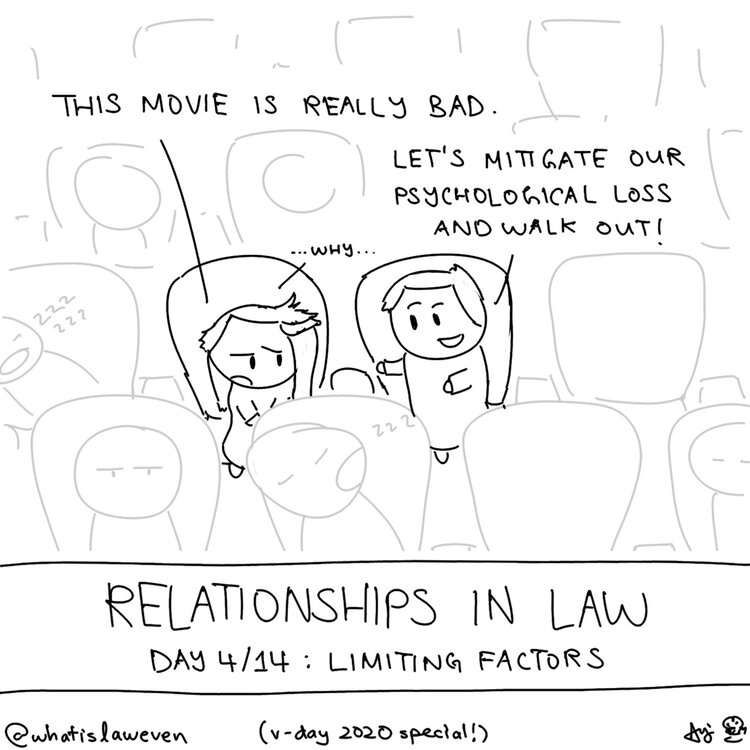 THIS MOVIE IS REALLY BAD.
LET'S MITIGATE OUR
PSYCHOLOGICAL LOSS
AND WALK OUT!
...WHY...
zzz
zzz
zzz
RELATIONSHIPS IN LAW
DAY 4/14 : LIMITING FACTORS
@whatislaweven
(v-day 2020 special!)